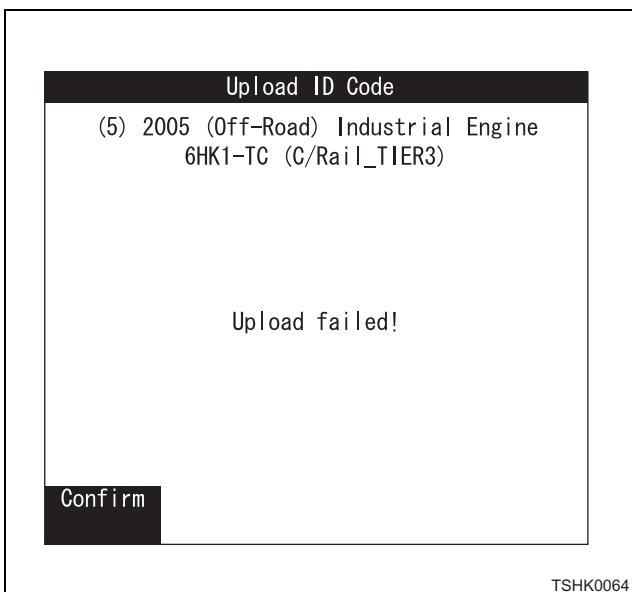 Upload ID Code
(5) 2005 (Off-Road) Industrial Engine
6HK1-TC (C/Rail_TIER3)
Upload failed!
Confirm
TSHK0064